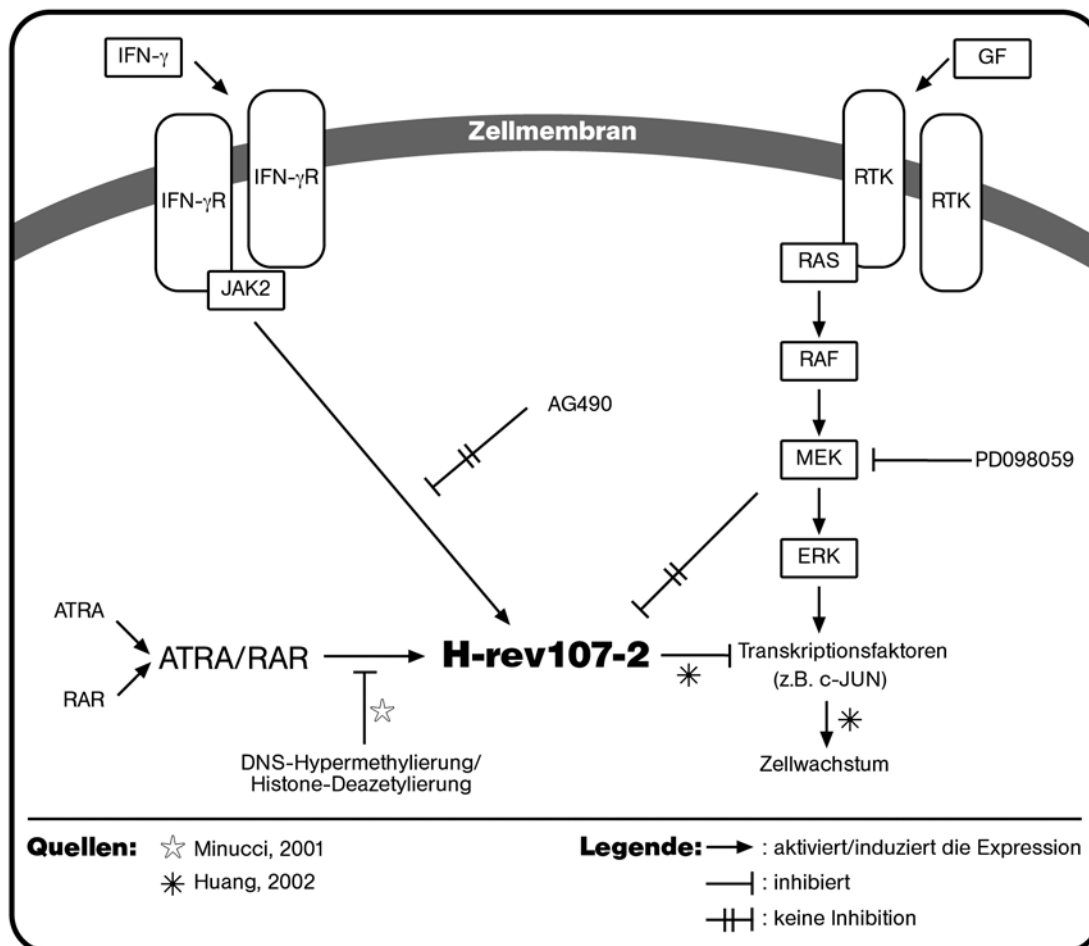 IFN-γ
GF
Zellmembran
IFN-γR
IFN-γR
RTK
RTK
JAK2
RAS
RAF
AG490
MEK
PD098059
ERK
ATRA
ATRA/RAR
H-rev107-2
Transkriptionsfaktoren
(z.B. c-JUN)
RAR
DNS-Hypermethylierung/
Histone-Deazetylierung
Zellwachstum
Quellen:
Minucci, 2001
Huang, 2002
Legende:
: aktiviert/induziert die Expression
: inhibiert
: keine Inhibition